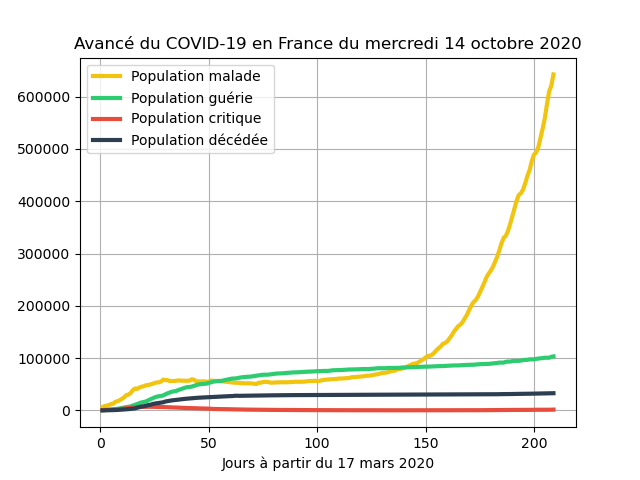 Avancé du COVID-19 en France du mercredi 14 octobre 2020
Population malade
Population guérie
Population critique
Population décédée
600000
500000
400000
300000
200000
100000
0
0 50 100 150 200
Jours à partir du 17 mars 2020